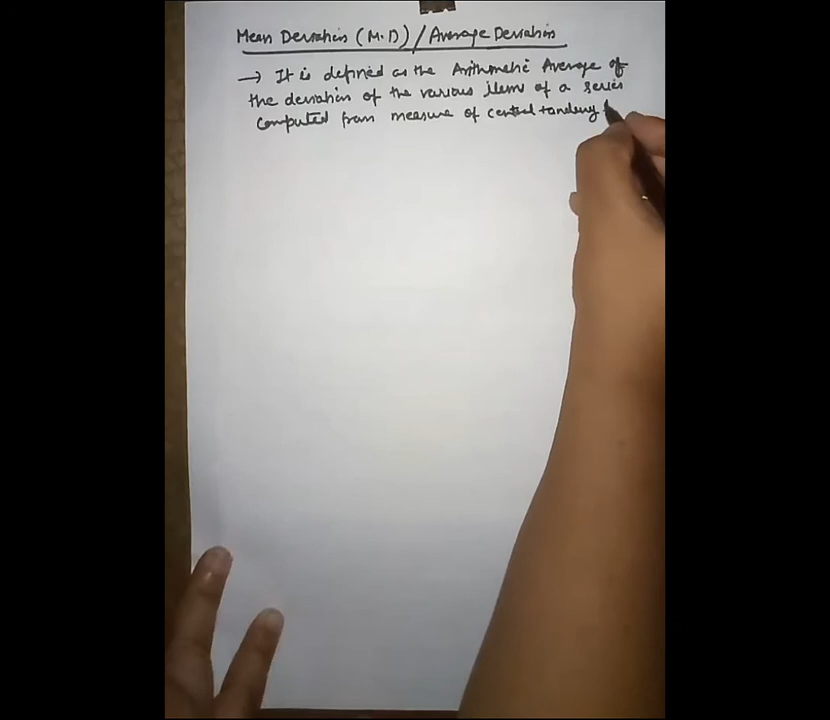 Mean Deviation (M.D) / Average Deviation
→ It is defined as the Arithmetic Average of
the deviation of the various items of a series
computed from measure of central tandency